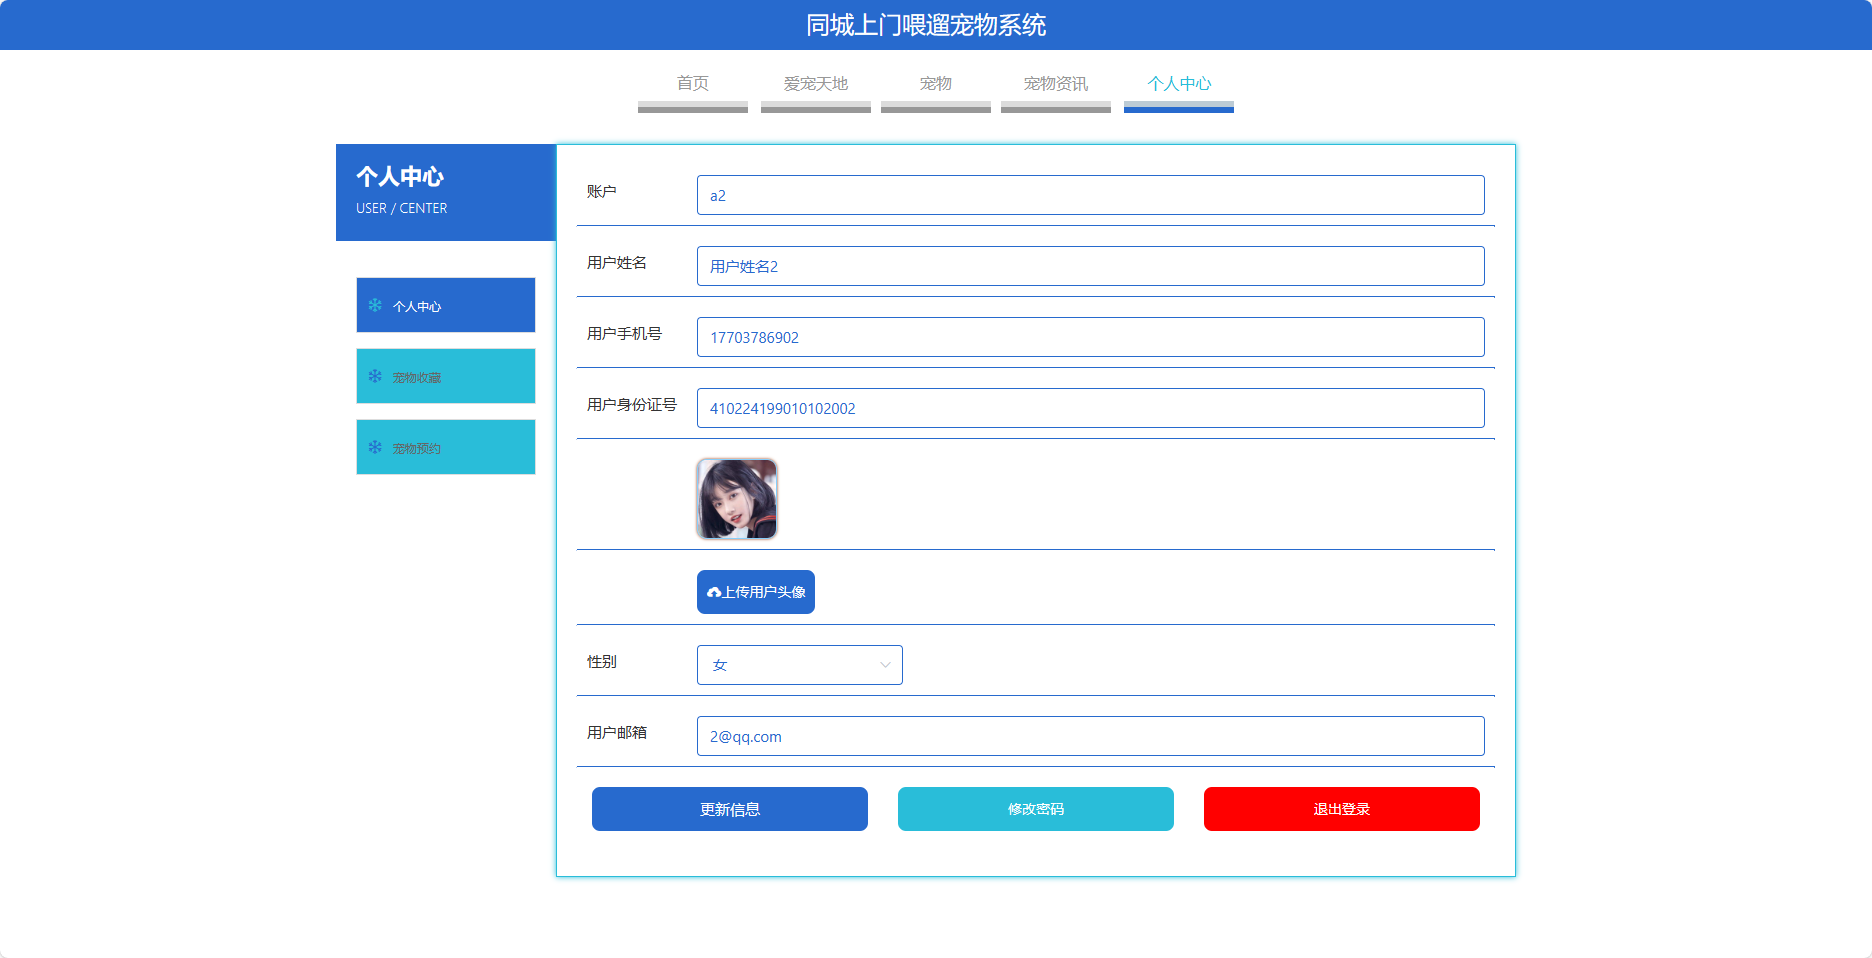 同城上门喂遛宠物系统
首页 爱宠天地 宠物 宠物资讯 个人中心
个人中心
USER / CENTER
个人中心
宠物收藏
宠物预约
账户 a2
用户姓名 用户姓名2
用户手机号 17703786902
用户身份证号 410224199010102002
上传用户头像
性别 女
用户邮箱 2@qq.com
更新信息 修改密码 退出登录